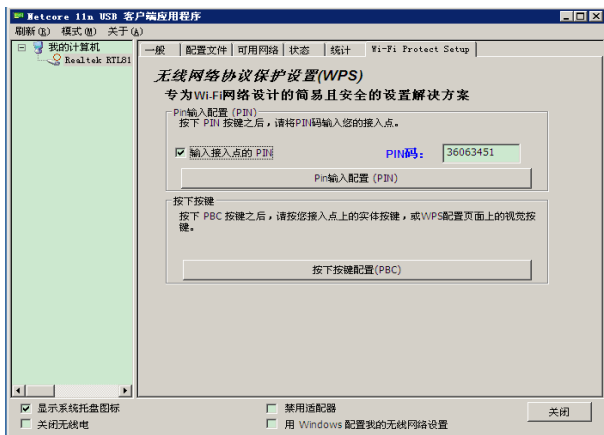 Netcore 11n USB 客户端应用程序
刷新(R) 模式(M) 关于(A)
我的计算机
Realtek RTL81
一般 配置文件 可用网络 状态 统计 Wi-Fi Protect Setup
无线网络协议保护设置(WPS)
专为Wi-Fi网络设计的简易且安全的设置解决方案
Pin输入配置 (PIN)
按下 PIN 按键之后，请将PIN码输入您的接入点。
输入接入点的 PIN
PIN码： 36063451
Pin输入配置 (PIN)
按下按键
按下 PBC 按键之后，请按您接入点上的实体按键，或WPS配置页面上的视觉按
键。
按下按键配置(PBC)
显示系统托盘图标
禁用适配器
关闭
关闭无线电
用 Windows 配置我的无线网络设置